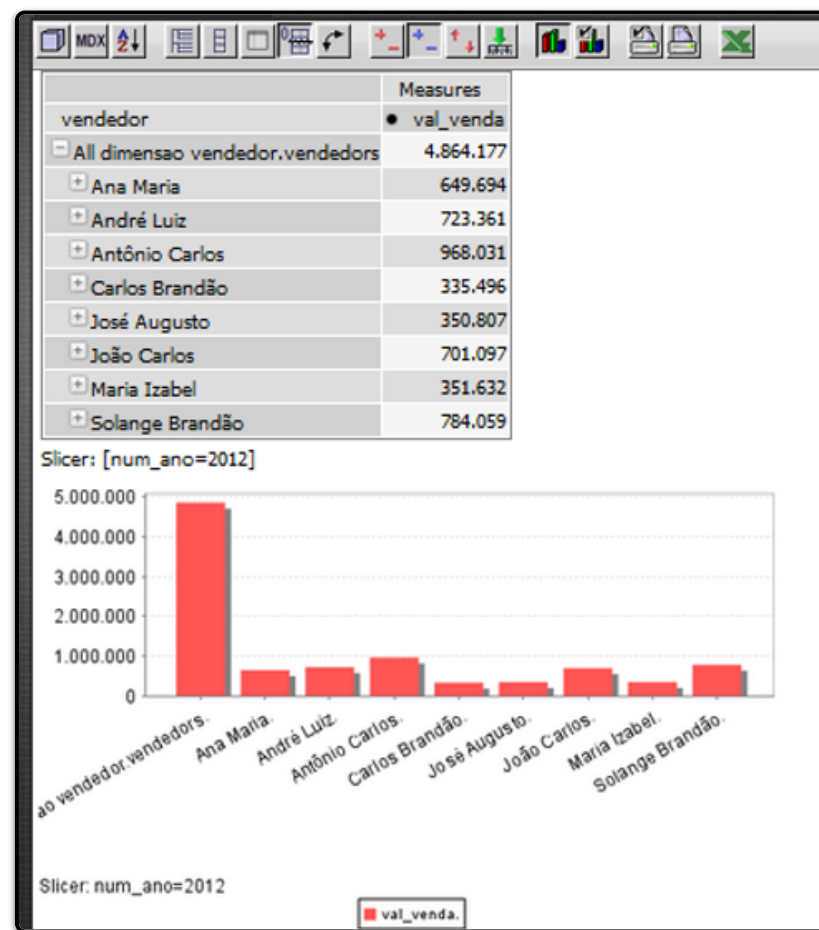 MDX A Z
Measures
vendedor val_venda
All dimensao vendedor.vendedors 4.864.177
Ana Maria 649.694
André Luiz 723.361
Antônio Carlos 968.031
Carlos Brandão 335.496
José Augusto 350.807
João Carlos 701.097
Maria Izabel 351.632
Solange Brandão 784.059
Slicer: [num_ano=2012]
5.000.000
4.000.000
3.000.000
2.000.000
1.000.000
0
ao vendedor.vendedors. Ana Maria. André Luiz. Antônio Carlos. Carlos Brandão. José Augusto. João Carlos. Maria Izabel. Solange Brandão.
Slicer: num_ano=2012
val_venda.